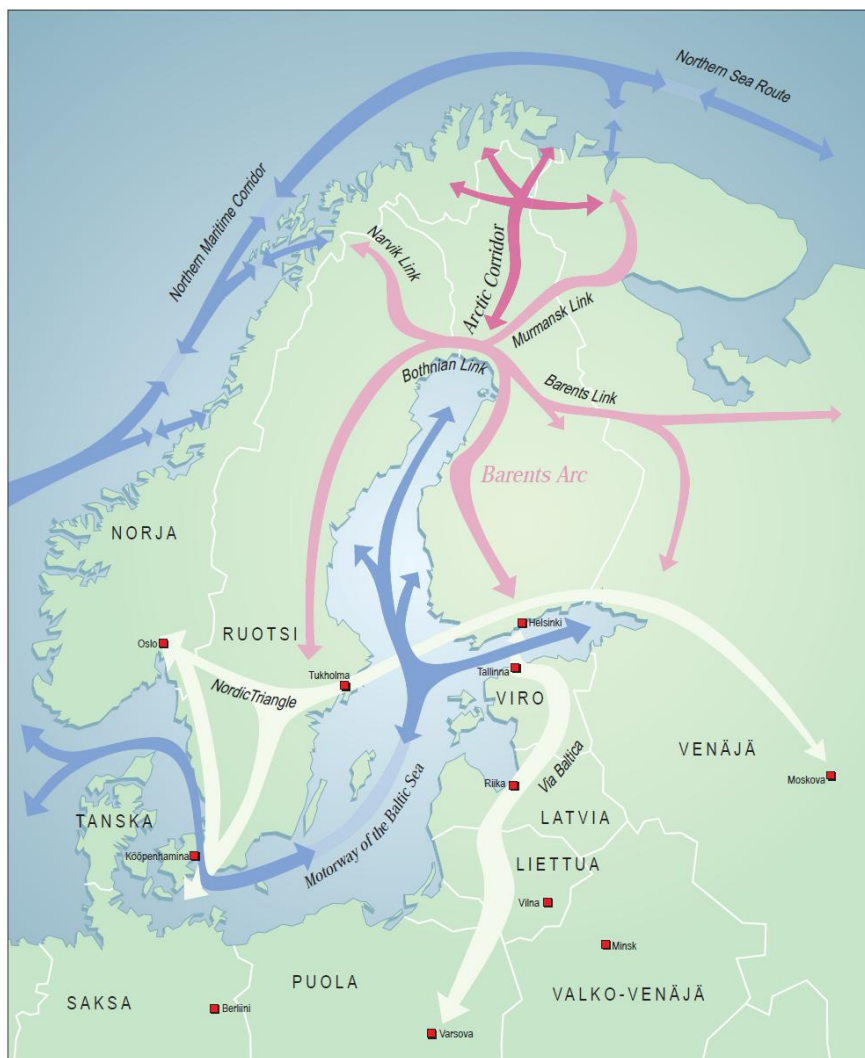 Northern Sea Route
Northern Maritime Corridor
Narvik Link
Arctic Corridor
Murmansk Link
Bothnian Link
Barents Link
Barents Arc
NORJA
RUOTSI
Oslo
Helsinki
Tukholma
Tallinna
NordicTriangle
VIRO
VENÄJÄ
Moskova
Riika
Via Baltica
Motorway of the Baltic Sea
TANSKA
LATVIA
Kööpenhamina
LIETTUA
Vilna
Minsk
PUOLA
VALKO-VENÄJÄ
SAKSA
Berliini
Varsova